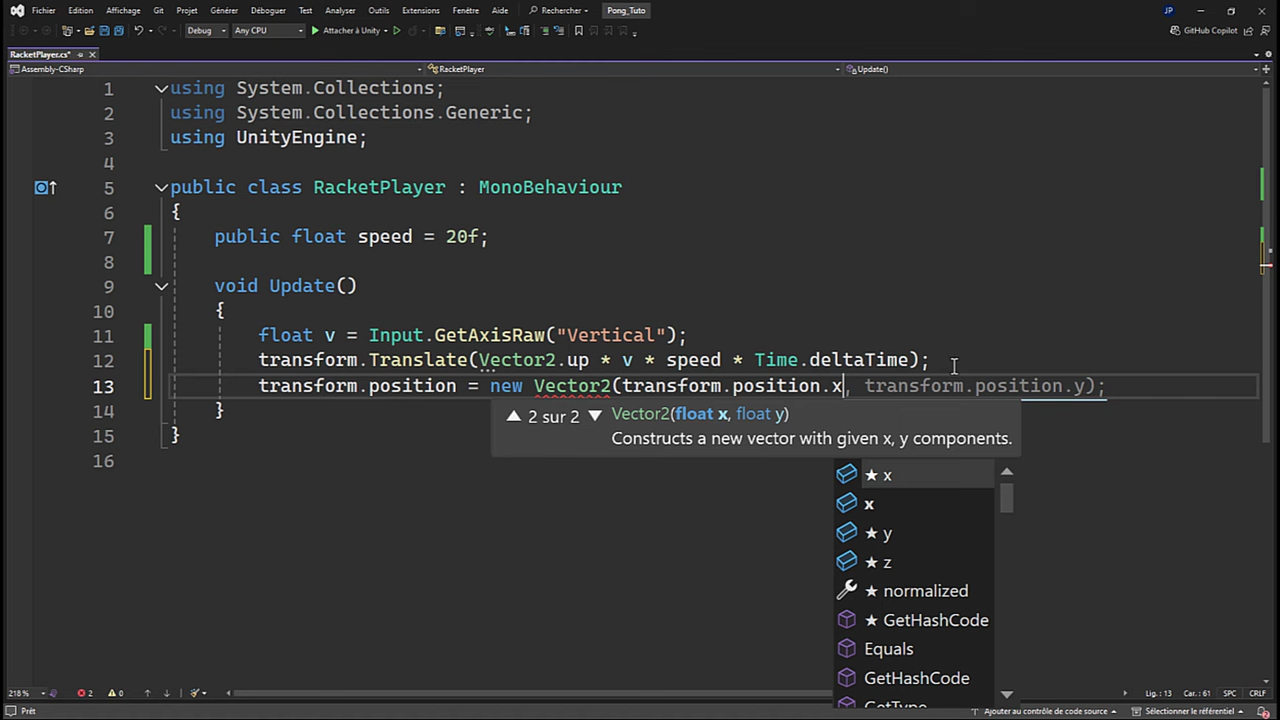 Fichier Edition Affichage Git Projet Générer Déboguer Test Analyser Outils Extensions Fenêtre Aide Rechercher Pong_Tuto JP
Debug Any CPU Attacher à Unity GitHub Copilot
RacketPlayer.cs*
Assembly-CSharp RacketPlayer Update()
1 using System.Collections;
2 using System.Collections.Generic;
3 using UnityEngine;
4
5 public class RacketPlayer : MonoBehaviour
6 {
7 public float speed = 20f;
8
9 void Update()
10 {
11 float v = Input.GetAxisRaw("Vertical");
12 transform.Translate(Vector2.up * v * speed * Time.deltaTime);
13 transform.position = new Vector2(transform.position.x, transform.position.y);
14 }
2 sur 2 Vector2(float x, float y)
15 }
Constructs a new vector with given x, y components.
16
★ x
x
★ y
★ z
★ normalized
★ GetHashCode
Equals
GetHashCode
GetType
218 % 2 0 Lig : 13 Car : 61 SPC CRLF
Prêt Ajouter au contrôle de code source Sélectionner le référentiel